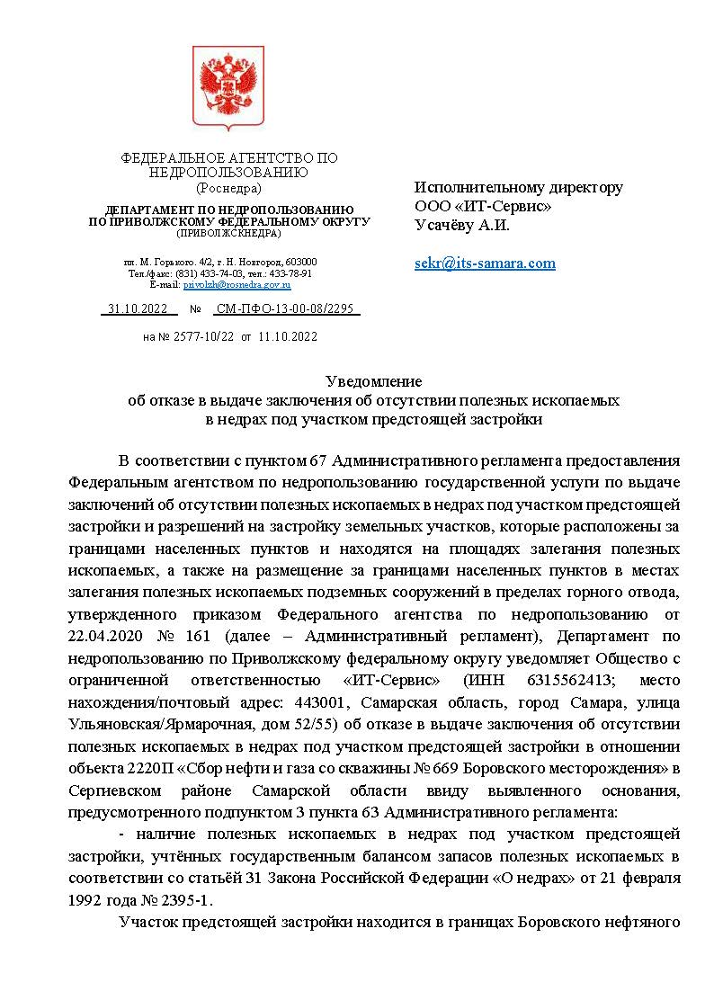 ФЕДЕРАЛЬНОЕ АГЕНТСТВО ПО
НЕДРОПОЛЬЗОВАНИЮ
(Роснедра)
ДЕПАРТАМЕНТ ПО НЕДРОПОЛЬЗОВАНИЮ
ПО ПРИВОЛЖСКОМУ ФЕДЕРАЛЬНОМУ ОКРУГУ
(ПРИВОЛЖСКНЕДРА)
пл. М. Горького. 4/2, г. Н. Новгород, 603000
Тел./факс: (831) 433-74-03, тел.: 433-78-91
E-mail: privolzh@rosnedra.gov.ru
31.10.2022 № СМ-ПФО-13-00-08/2295
на № 2577-10/22 от 11.10.2022
Исполнительному директору
ООО «ИТ-Сервис»
Усачёву А.И.
sekr@its-samara.com
Уведомление
об отказе в выдаче заключения об отсутствии полезных ископаемых
в недрах под участком предстоящей застройки
В соответствии с пунктом 67 Административного регламента предоставления
Федеральным агентством по недропользованию государственной услуги по выдаче
заключений об отсутствии полезных ископаемых в недрах под участком предстоящей
застройки и разрешений на застройку земельных участков, которые расположены за
границами населенных пунктов и находятся на площадях залегания полезных
ископаемых, а также на размещение за границами населенных пунктов в местах
залегания полезных ископаемых подземных сооружений в пределах горного отвода,
утвержденного приказом Федерального агентства по недропользованию от
22.04.2020 № 161 (далее – Административный регламент), Департамент по
недропользованию по Приволжскому федеральному округу уведомляет Общество с
ограниченной ответственностью «ИТ-Сервис» (ИНН 6315562413; место
нахождения/почтовый адрес: 443001, Самарская область, город Самара, улица
Ульяновская/Ярмарочная, дом 52/55) об отказе в выдаче заключения об отсутствии
полезных ископаемых в недрах под участком предстоящей застройки в отношении
объекта 2220П «Сбор нефти и газа со скважины № 669 Боровского месторождения» в
Сергиевском районе Самарской области ввиду выявленного основания,
предусмотренного подпунктом 3 пункта 63 Административного регламента:
- наличие полезных ископаемых в недрах под участком предстоящей
застройки, учтённых государственным балансом запасов полезных ископаемых в
соответствии со статьёй 31 Закона Российской Федерации «О недрах» от 21 февраля
1992 года № 2395-1.
Участок предстоящей застройки находится в границах Боровского нефтяного